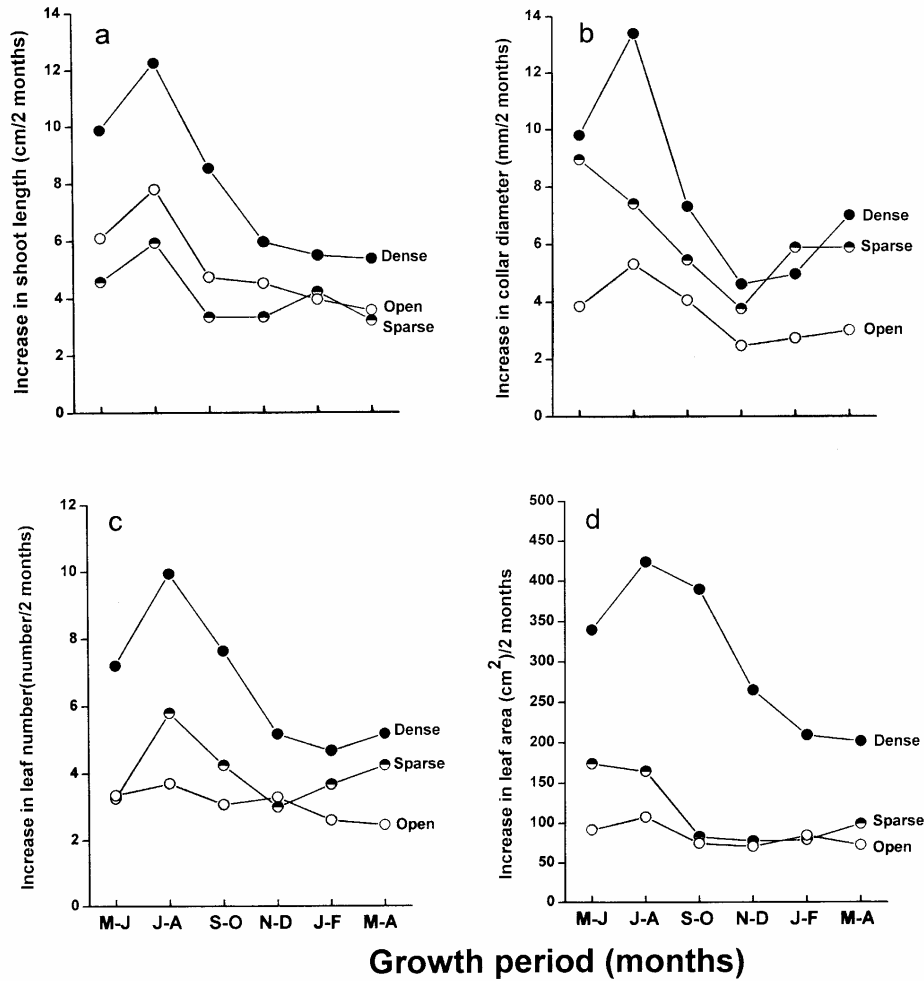 a
Increase in shoot length (cm/2 months)
14
12
10
8
6
4
2
0
Dense
Open
Sparse
b
Increase in collar diameter (mm/2 months)
14
12
10
8
6
4
2
0
Dense
Sparse
Open
c
Increase in leaf number(number/2 months)
12
10
8
6
4
2
0
Dense
Sparse
Open
M-J J-A S-O N-D J-F M-A
d
Increase in leaf area (cm²)/2 months
500
450
400
350
300
250
200
150
100
50
0
Dense
Sparse
Open
M-J J-A S-O N-D J-F M-A
Growth period (months)